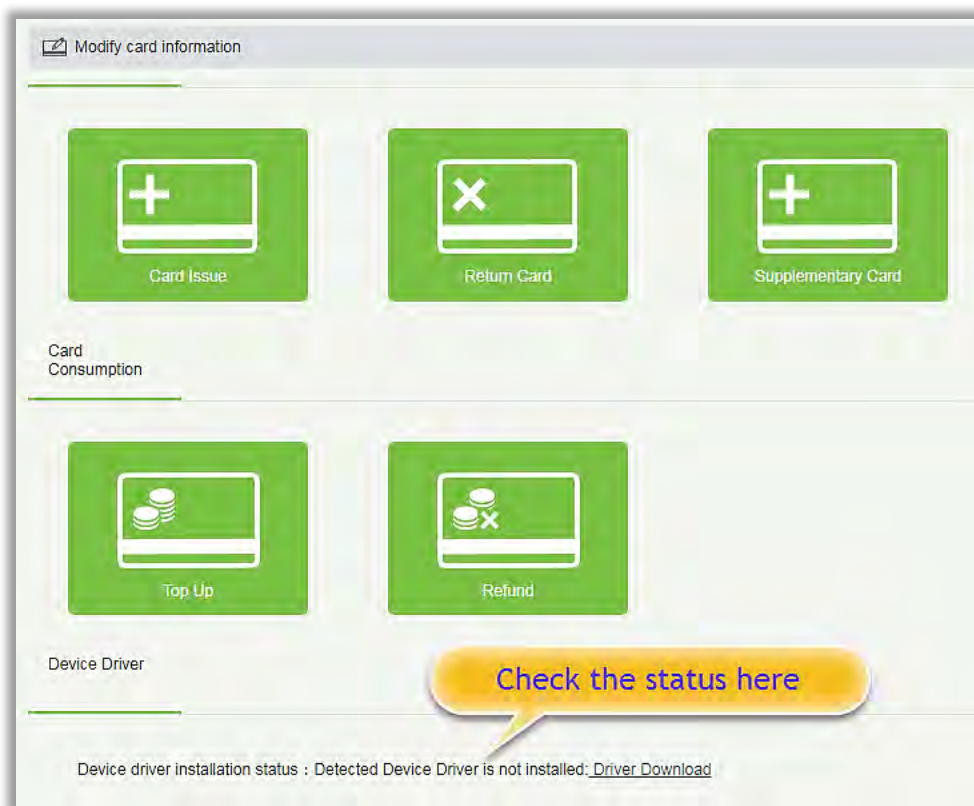 Modify card information
Card Issue
Return Card
Supplementary Card
Card
Consumption
Top Up
Refund
Device Driver
Check the status here
Device driver installation status : Detected Device Driver is not installed: Driver Download